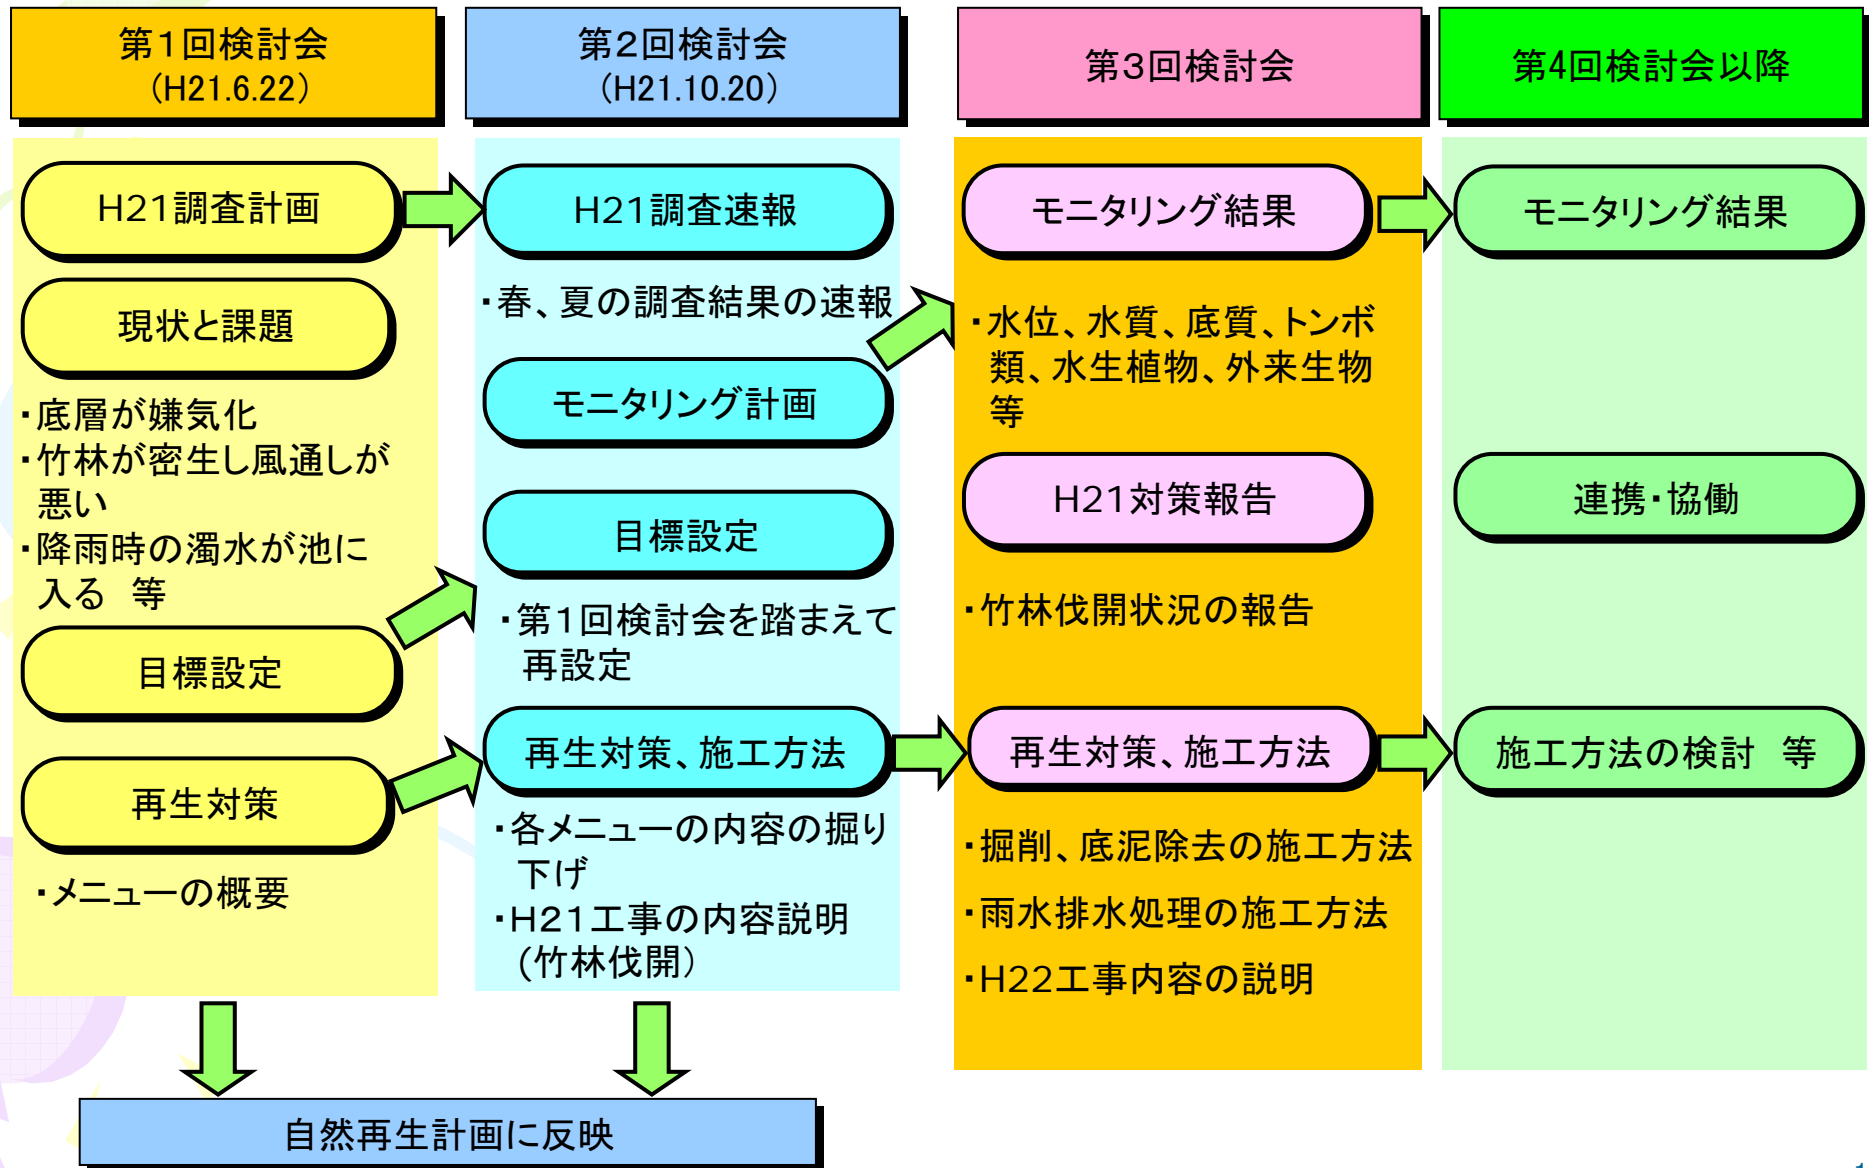 第1回検討会
(H21.6.22)
H21調査計画
現状と課題
・底層が嫌気化
・竹林が密生し風通しが
悪い
・降雨時の濁水が池に
入る　等
目標設定
再生対策
・メニューの概要
第2回検討会
(H21.10.20)
H21調査速報
・春、夏の調査結果の速報
モニタリング計画
目標設定
・第1回検討会を踏まえて
再設定
再生対策、施工方法
・各メニューの内容の掘り
下げ
・H21工事の内容説明
(竹林伐開)
第3回検討会
モニタリング結果
・水位、水質、底質、トンボ
類、水生植物、外来生物
等
H21対策報告
・竹林伐開状況の報告
再生対策、施工方法
・掘削、底泥除去の施工方法
・雨水排水処理の施工方法
・H22工事内容の説明
第4回検討会以降
モニタリング結果
連携・協働
施工方法の検討　等
自然再生計画に反映